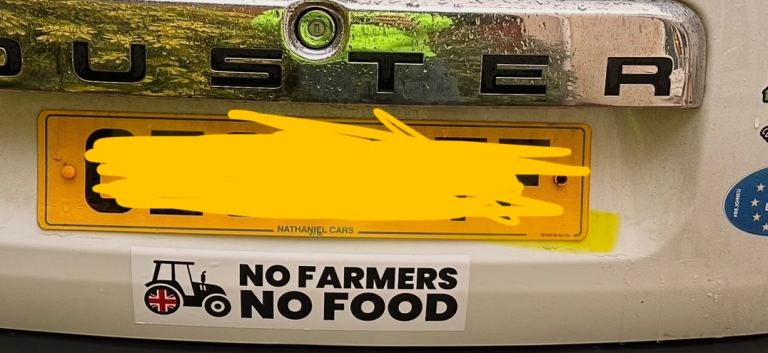 DUSTER
NATHANIEL CARS
NO FARMERS
NO FOOD